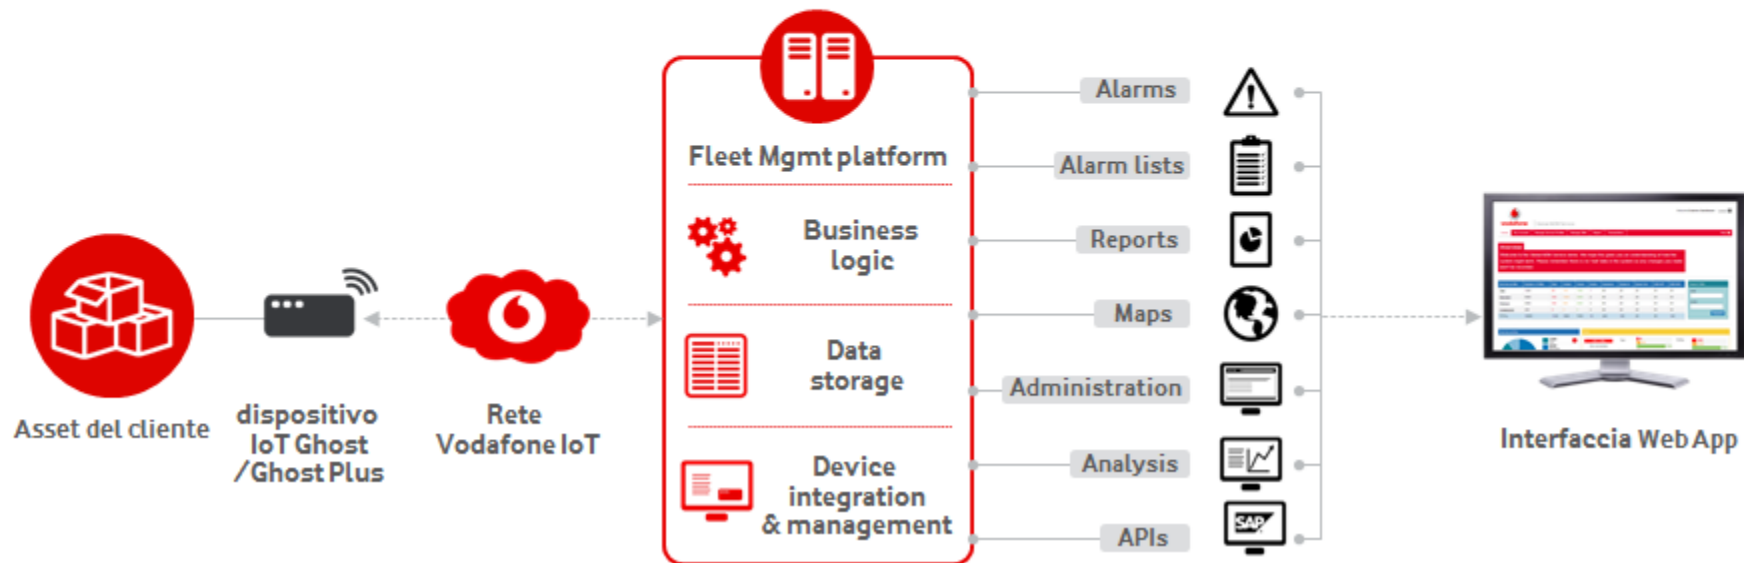 Asset del cliente
dispositivo
IoT Ghost
/Ghost Plus
Rete
Vodafone IoT
Fleet Mgmt platform
Business
logic
Data
storage
Device
integration
& management
Alarms
Alarm lists
Reports
Maps
Administration
Analysis
APIs
SAP
Interfaccia Web App